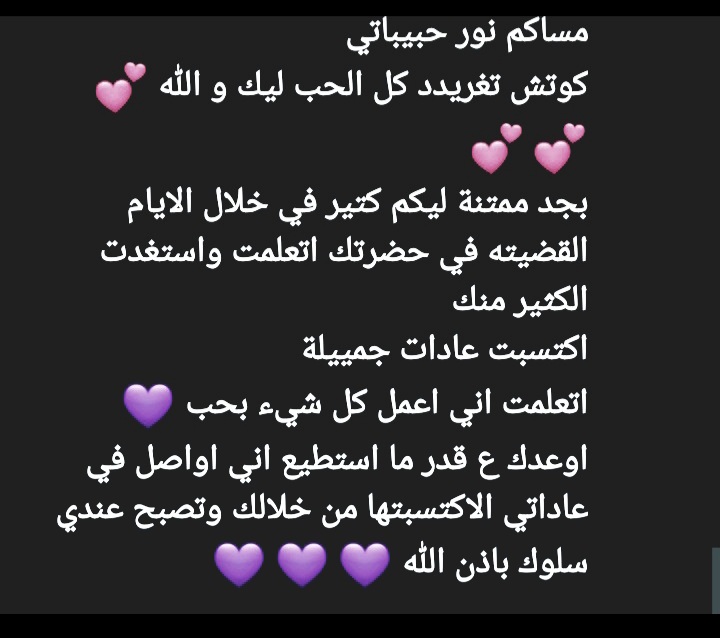 مساكم نور حبيباتي
كوتش تغريدد كل الحب ليك و الله 💕
💕 💕
بجد ممتنة ليكم كتير في خلال الايام
القضيته في حضرتك اتعلمت واستغدت
الكثير منك
اكتسبت عادات جمييلة
اتعلمت اني اعمل كل شيء بحب 💜
اوعدك ع قدر ما استطيع اني اواصل في
عاداتي الاكتسبتها من خلالك وتصبح عندي
سلوك باذن الله 💜 💜 💜